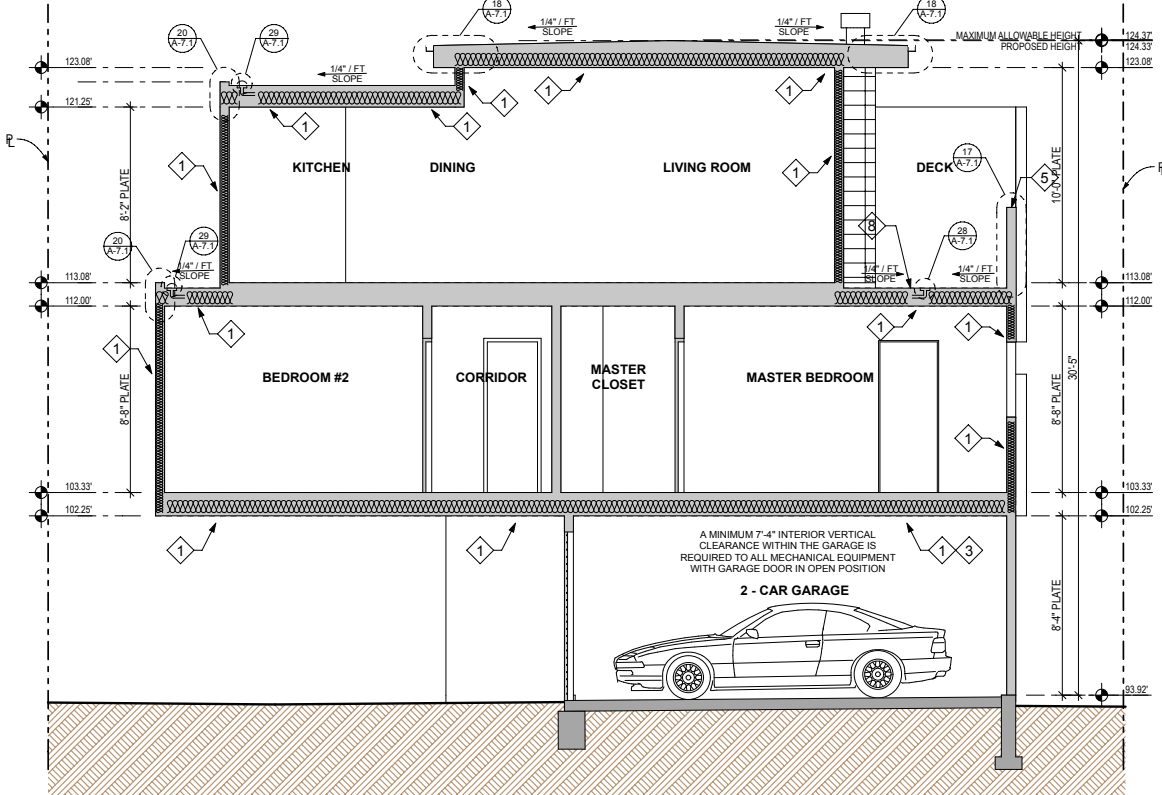 18
A-7.1
18
A-7.1
20
A-7.1
29
A-7.1
1/4" / FT
SLOPE
1/4" / FT
SLOPE
MAXIMUM ALLOWABLE HEIGHT
124.37'
PROPOSED HEIGHT
124.33'
123.08'
1/4" / FT
SLOPE
123.08'
121.25'
1
1
1
1
1
17
A-7.1
KITCHEN
DINING
LIVING ROOM
DECK
1
1
5
8'-2" PLATE
10'-0" PLATE
20
A-7.1
29
A-7.1
8
28
A-7.1
1/4" / FT
SLOPE
1/4" / FT
SLOPE
1/4" / FT
SLOPE
113.08'
113.08'
112.00'
112.00'
1
1
1
1
BEDROOM #2
CORRIDOR
MASTER
CLOSET
MASTER BEDROOM
8'-8" PLATE
8'-8" PLATE
30'-5"
1
103.33'
103.33'
102.25'
102.25'
1
1
1
3
A MINIMUM 7'-4" INTERIOR VERTICAL
CLEARANCE WITHIN THE GARAGE IS
REQUIRED TO ALL MECHANICAL EQUIPMENT
WITH GARAGE DOOR IN OPEN POSITION
2 - CAR GARAGE
8'-4" PLATE
93.92'